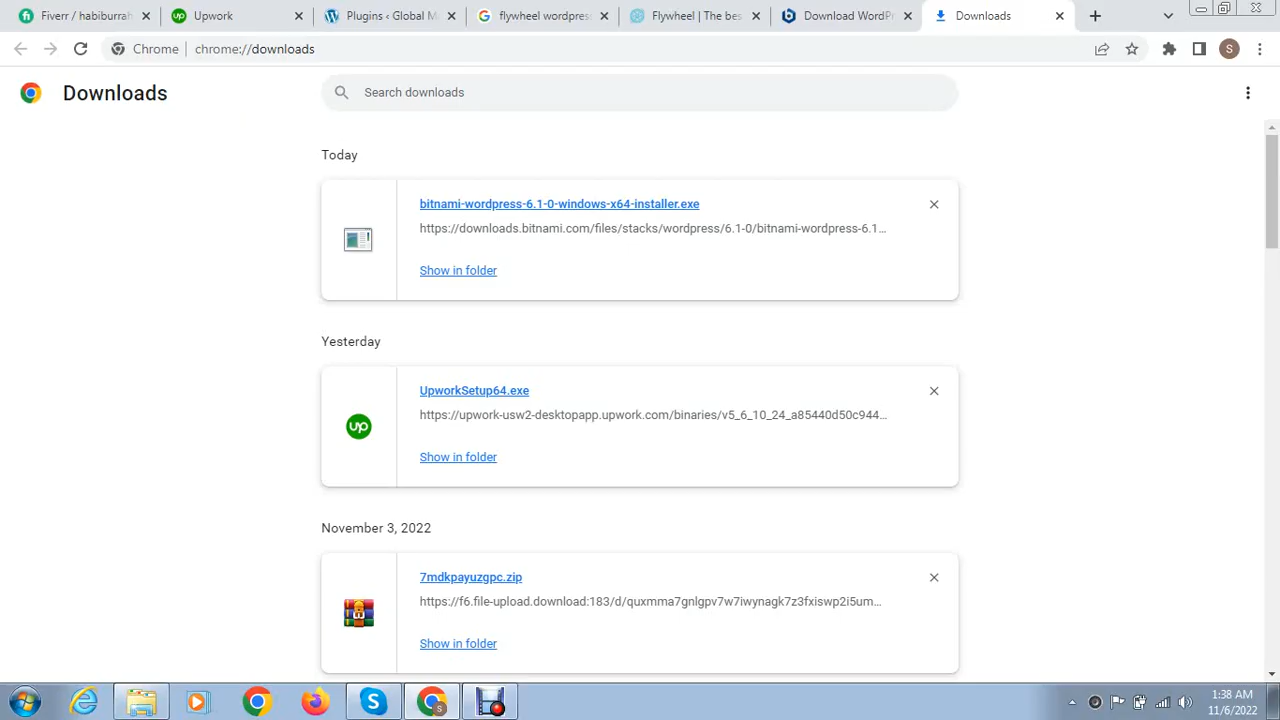 Fiverr / habiburrah
Upwork
Plugins ‹ Global M
flywheel wordpres
Flywheel | The bes
Download WordPr
Downloads
Chrome
chrome://downloads
S
Downloads
Search downloads
Today
bitnami-wordpress-6.1-0-windows-x64-installer.exe
https://downloads.bitnami.com/files/stacks/wordpress/6.1-0/bitnami-wordpress-6.1...
Show in folder
Yesterday
UpworkSetup64.exe
https://upwork-usw2-desktopapp.upwork.com/binaries/v5_6_10_24_a85440d50c944...
up
Show in folder
November 3, 2022
7mdkpayuzgpc.zip
https://f6.file-upload.download:183/d/quxmma7gnlgpv7w7iwynagk7z3fxiswp2i5um...
Show in folder
1:38 AM
11/6/2022